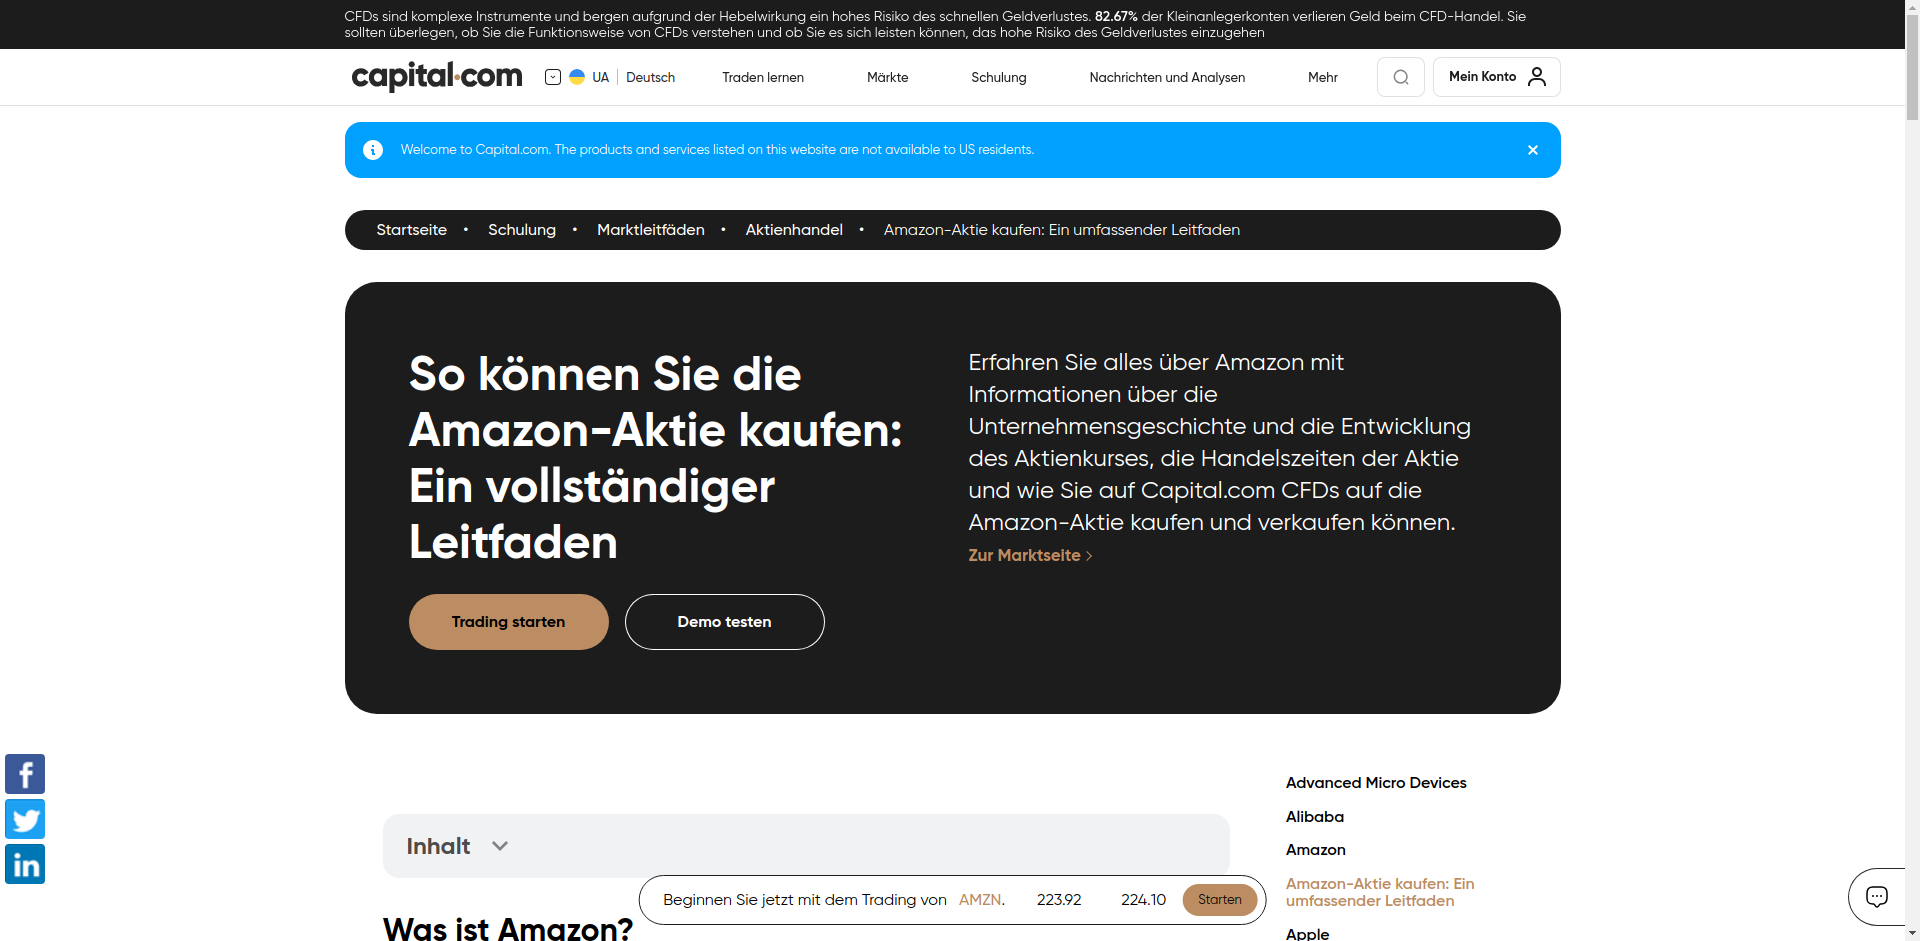 CFDs sind komplexe Instrumente und bergen aufgrund der Hebelwirkung ein hohes Risiko des schnellen Geldverlustes. 82.67% der Kleinanlegerkonten verlieren Geld beim CFD-Handel. Sie
sollten überlegen, ob Sie die Funktionsweise von CFDs verstehen und ob Sie es sich leisten können, das hohe Risiko des Geldverlustes einzugehen
capital.com
UA Deutsch
Traden lernen
Märkte
Schulung
Nachrichten und Analysen
Mehr
Mein Konto
Welcome to Capital.com. The products and services listed on this website are not available to US residents.
Startseite • Schulung • Marktleitfäden • Aktienhandel • Amazon-Aktie kaufen: Ein umfassender Leitfaden
So können Sie die
Amazon-Aktie kaufen:
Ein vollständiger
Leitfaden
Erfahren Sie alles über Amazon mit
Informationen über die
Unternehmensgeschichte und die Entwicklung
des Aktienkurses, die Handelszeiten der Aktie
und wie Sie auf Capital.com CFDs auf die
Amazon-Aktie kaufen und verkaufen können.
Zur Marktseite
Trading starten
Demo testen
Inhalt
Was ist Amazon?
Advanced Micro Devices
Alibaba
Amazon
Amazon-Aktie kaufen: Ein
umfassender Leitfaden
Apple
Beginnen Sie jetzt mit dem Trading von AMZN. 223.92 224.10 Starten